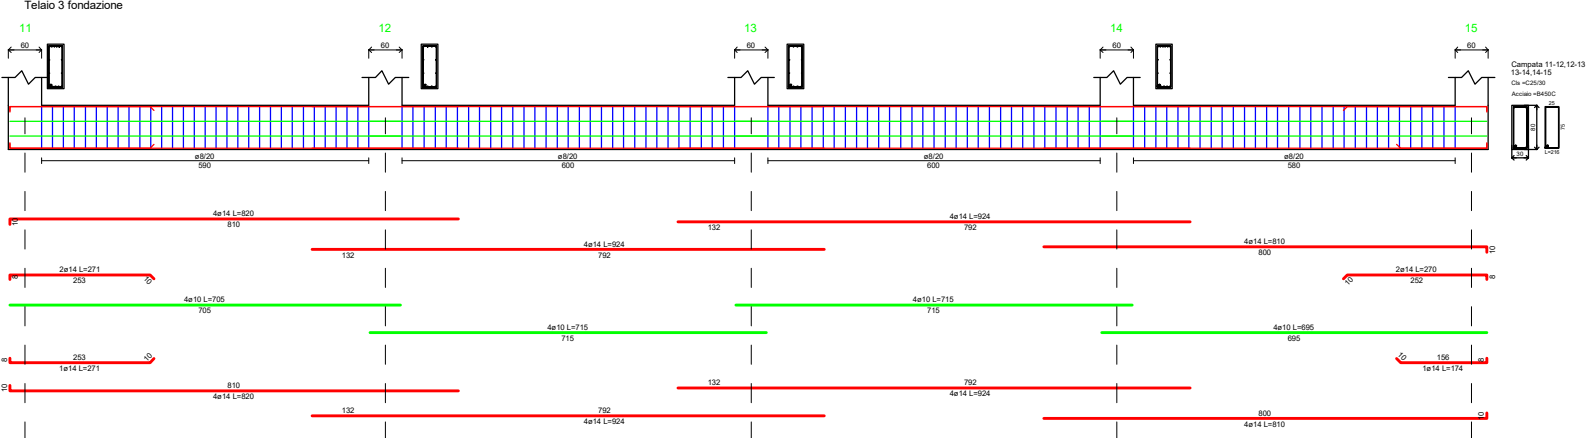 Telaio 3 fondazione
11 12 13 14 15
60 60 60 60 60
Campata 11-12,12-13
13-14,14-15
Cls =C25/30
Acciaio =B450C
25
80
75
L=216
30
ø8/20 ø8/20 ø8/20 ø8/20
590 600 600 580
4ø14 L=820
10 810
4ø14 L=924
132 792
4ø14 L=924
132 792
4ø14 L=810
800 10
2ø14 L=271
8 253 10
2ø14 L=270
10 252 8
4ø10 L=705
705
4ø10 L=715
715
4ø10 L=715
715
4ø10 L=695
695
8 253 10
1ø14 L=271
10 156 8
1ø14 L=174
10 810
4ø14 L=820
132 792
4ø14 L=924
132 792
4ø14 L=924
800 10
4ø14 L=810